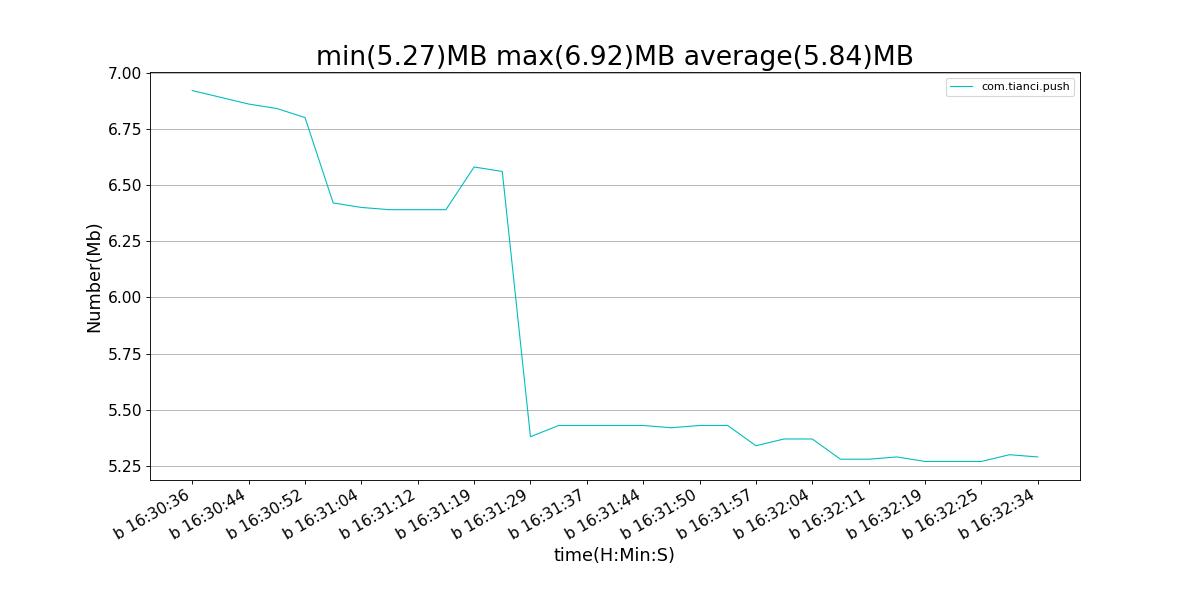 min(5.27)MB max(6.92)MB average(5.84)MB
com.tianci.push
7.00
6.75
6.50
6.25
6.00
5.75
5.50
5.25
Number(Mb)
b 16:30:36
b 16:30:44
b 16:30:52
b 16:31:04
b 16:31:12
b 16:31:19
b 16:31:29
b 16:31:37
b 16:31:44
b 16:31:50
b 16:31:57
b 16:32:04
b 16:32:11
b 16:32:19
b 16:32:25
b 16:32:34
time(H:Min:S)